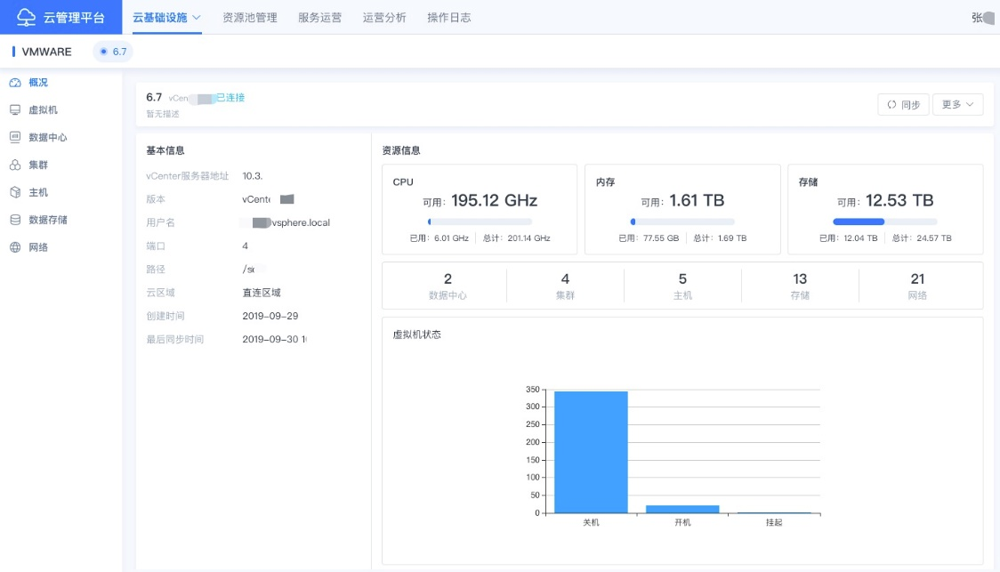 云管理平台
云基础设施 资源池管理 服务运营 运营分析 操作日志
张
VMWARE 6.7
概况
虚拟机
数据中心
集群
主机
数据存储
网络
6.7 vCen 已连接
暂无描述
同步 更多
基本信息
vCenter服务器地址 10.3.
版本 vCente
用户名 vsphere.local
端口 4
路径
云区域 直连区域
创建时间 2019-09-29
最后同步时间 2019-09-30
资源信息
CPU
可用: 195.12 GHz
已用: 6.01 GHz 总计: 201.14 GHz
内存
可用: 1.61 TB
已用: 77.55 GB 总计: 1.69 TB
存储
可用: 12.53 TB
已用: 12.04 TB 总计: 24.57 TB
2 4 5 13 21
数据中心 集群 主机 存储 网络
虚拟机状态
350
300
250
200
150
100
50
0
关机 开机 挂起